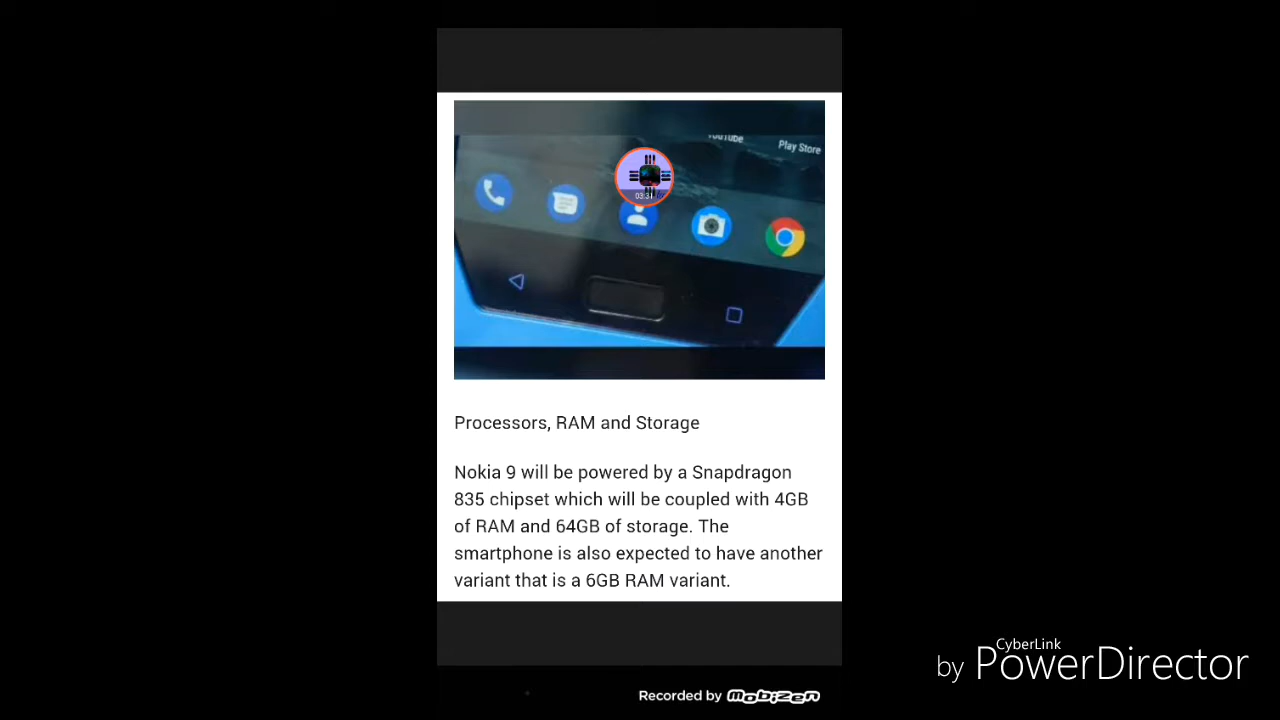 YouTube
Play Store
03:31
Processors, RAM and Storage
Nokia 9 will be powered by a Snapdragon
835 chipset which will be coupled with 4GB
of RAM and 64GB of storage. The
smartphone is also expected to have another
variant that is a 6GB RAM variant.
CyberLink
by PowerDirector
Recorded by Mobizen